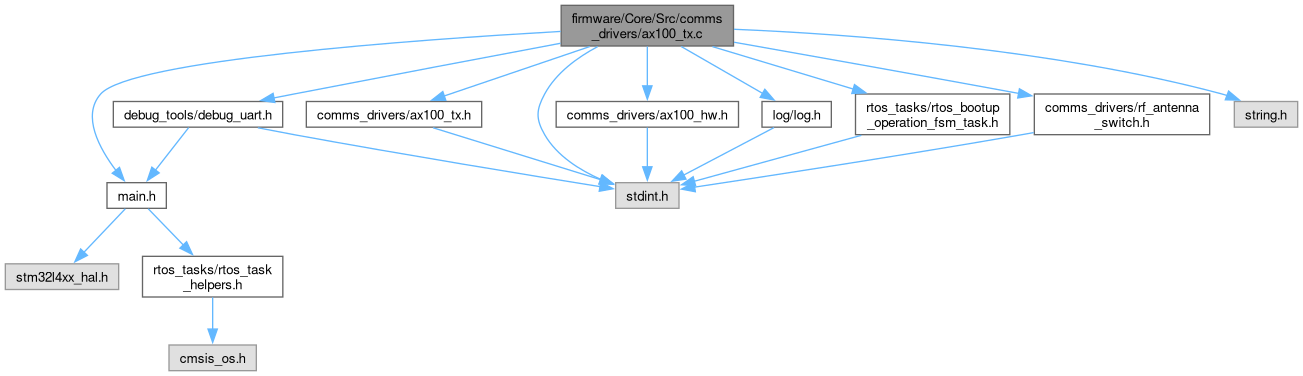 firmware/Core/Src/comms
_drivers/ax100_tx.c
debug_tools/debug_uart.h
comms_drivers/ax100_tx.h
comms_drivers/ax100_hw.h
log/log.h
rtos_tasks/rtos_bootup
_operation_fsm_task.h
comms_drivers/rf_antenna
_switch.h
string.h
main.h
stdint.h
stm32l4xx_hal.h
rtos_tasks/rtos_task
_helpers.h
cmsis_os.h